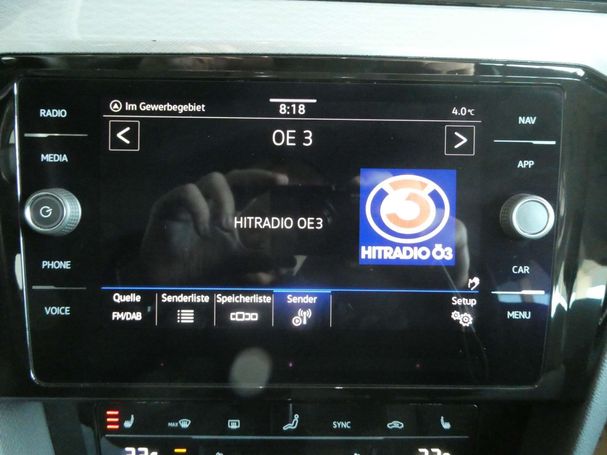 RADIO
MEDIA
PHONE
VOICE
Im Gewerbegebiet
8:18
4.0 °C
OE 3
HITRADIO OE3
3
HITRADIO Ö3
Quelle
FM/DAB
Senderliste
Speicherliste
Sender
Setup
NAV
APP
CAR
MENU
MAX
SYNC